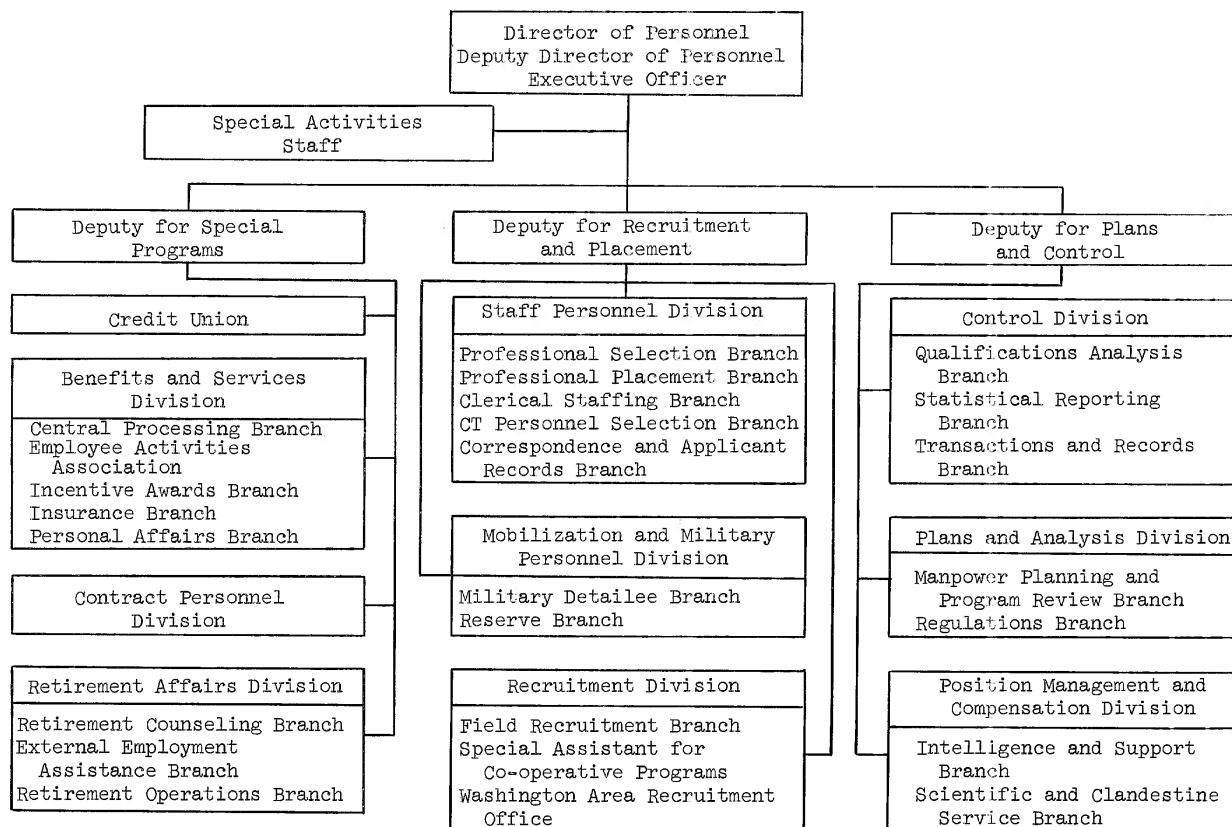 Director of Personnel
Deputy Director of Personnel
Executive Officer
Special Activities
Staff
Deputy for Special
Programs
Credit Union
Benefits and Services
Division
Central Processing Branch
Employee Activities
Association
Incentive Awards Branch
Insurance Branch
Personal Affairs Branch
Contract Personnel
Division
Retirement Affairs Division
Retirement Counseling Branch
External Employment
Assistance Branch
Retirement Operations Branch
Deputy for Recruitment
and Placement
Staff Personnel Division
Professional Selection Branch
Professional Placement Branch
Clerical Staffing Branch
CT Personnel Selection Branch
Correspondence and Applicant
Records Branch
Mobilization and Military
Personnel Division
Military Detailee Branch
Reserve Branch
Recruitment Division
Field Recruitment Branch
Special Assistant for
Co-operative Programs
Washington Area Recruitment
Office
Deputy for Plans
and Control
Control Division
Qualifications Analysis
Branch
Statistical Reporting
Branch
Transactions and Records
Branch
Plans and Analysis Division
Manpower Planning and
Program Review Branch
Regulations Branch
Position Management and
Compensation Division
Intelligence and Support
Branch
Scientific and Clandestine
Service Branch